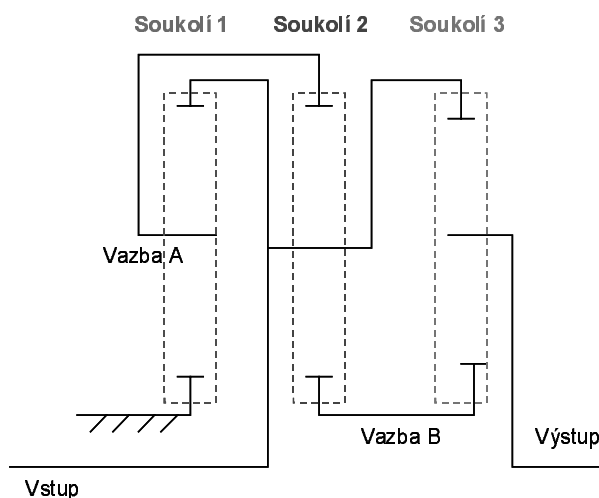 Soukolí 1 Soukolí 2 Soukolí 3
Vazba A
Vazba B
Výstup
Vstup